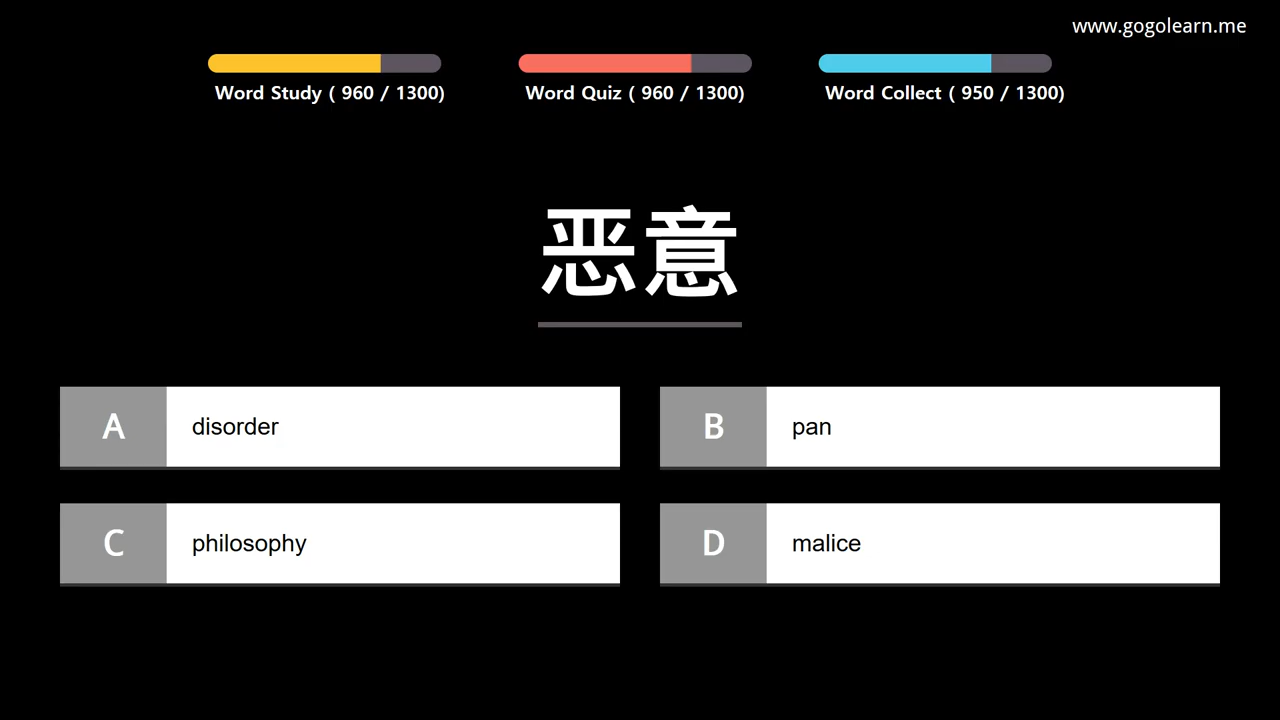 www.gogolearn.me
Word Study ( 960 / 1300)
Word Quiz ( 960 / 1300)
Word Collect ( 950 / 1300)
恶意
A disorder
B pan
C philosophy
D malice